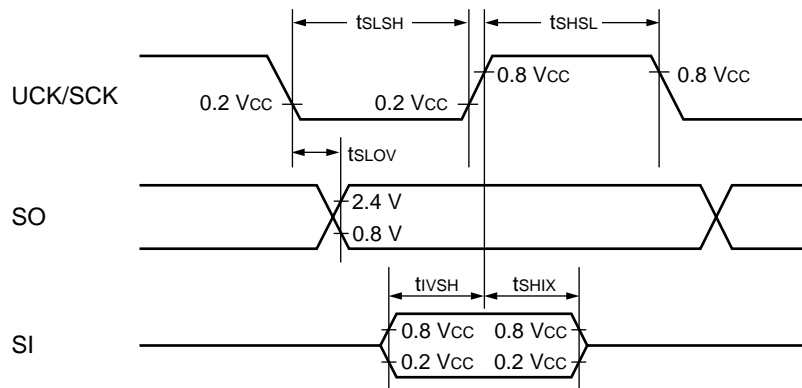 tSLSH tSHSL
UCK/SCK 0.2 VCC 0.2 VCC 0.8 VCC 0.8 VCC
tSLOV
SO 2.4 V
0.8 V
tIVSH tSHIX
SI 0.8 VCC 0.8 VCC
0.2 VCC 0.2 VCC